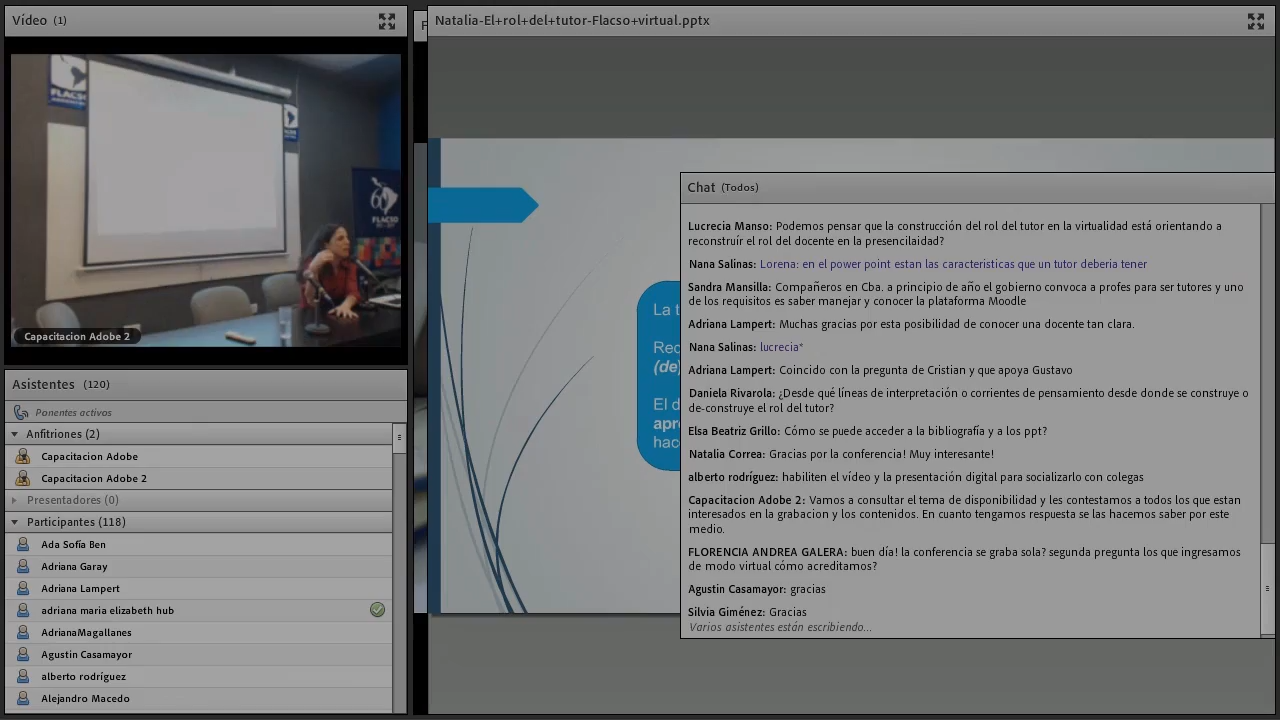 Vídeo (1)
FLACSO
FLACSO
Capacitacion Adobe 2
Asistentes (120)
Ponentes activos
Anfitriones (2)
Capacitacion Adobe
Capacitacion Adobe 2
Presentadores (0)
Participantes (118)
Ada Sofía Ben
Adriana Garay
Adriana Lampert
adriana maria elizabeth hub
AdrianaMagallanes
Agustin Casamayor
alberto rodríguez
Alejandro Macedo
Natalia-El+rol+del+tutor-Flacso+virtual.pptx
La t
Rec
(de)
El d
apr
hac
Chat (Todos)
Lucrecia Manso: Podemos pensar que la construcción del rol del tutor en la virtualidad está orientando a
reconstruír el rol del docente en la presencilaidad?
Nana Salinas: Lorena: en el power point estan las caracteristicas que un tutor deberia tener
Sandra Mansilla: Compañeros en Cba. a principio de año el gobierno convoca a profes para ser tutores y uno
de los requisitos es saber manejar y conocer la plataforma Moodle
Adriana Lampert: Muchas gracias por esta posibilidad de conocer una docente tan clara.
Nana Salinas: lucrecia*
Adriana Lampert: Coincido con la pregunta de Cristian y que apoya Gustavo
Daniela Rivarola: ¿Desde qué líneas de interpretación o corrientes de pensamiento desde donde se construye o
de-construye el rol del tutor?
Elsa Beatriz Grillo: Cómo se puede acceder a la bibliografía y a los ppt?
Natalia Correa: Gracias por la conferencia! Muy interesante!
alberto rodríguez: habiliten el vídeo y la presentación digital para socializarlo con colegas
Capacitacion Adobe 2: Vamos a consultar el tema de disponibilidad y les contestamos a todos los que estan
interesados en la grabacion y los contenidos. En cuanto tengamos respuesta se las hacemos saber por este
medio.
FLORENCIA ANDREA GALERA: buen día! la conferencia se graba sola? segunda pregunta los que ingresamos
de modo virtual cómo acreditamos?
Agustin Casamayor: gracias
Silvia Giménez: Gracias
Varios asistentes están escribiendo...